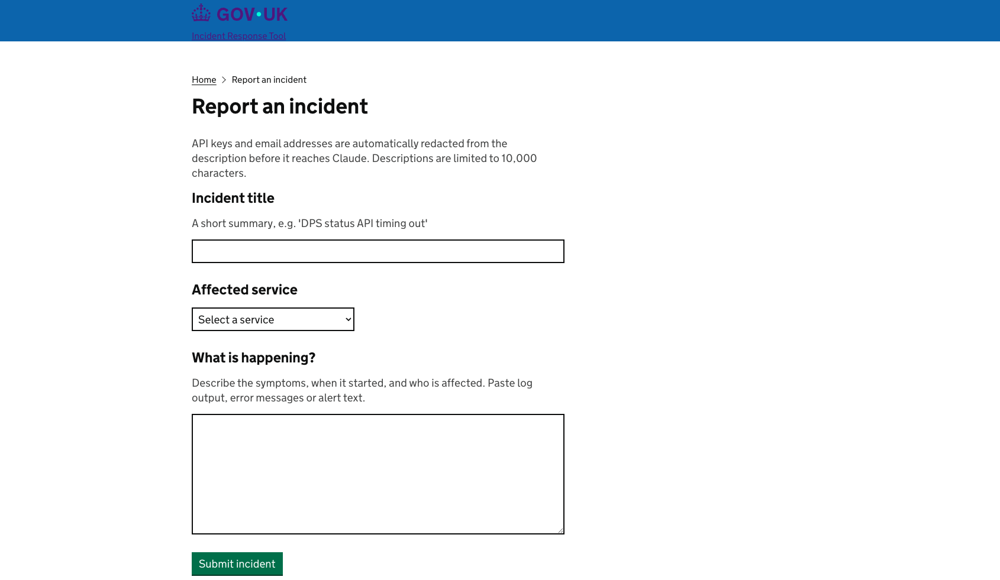 GOV•UK
Incident Response Tool
Home > Report an incident
Report an incident
API keys and email addresses are automatically redacted from the
description before it reaches Claude. Descriptions are limited to 10,000
characters.
Incident title
A short summary, e.g. 'DPS status API timing out'
Affected service
Select a service
What is happening?
Describe the symptoms, when it started, and who is affected. Paste log
output, error messages or alert text.
Submit incident